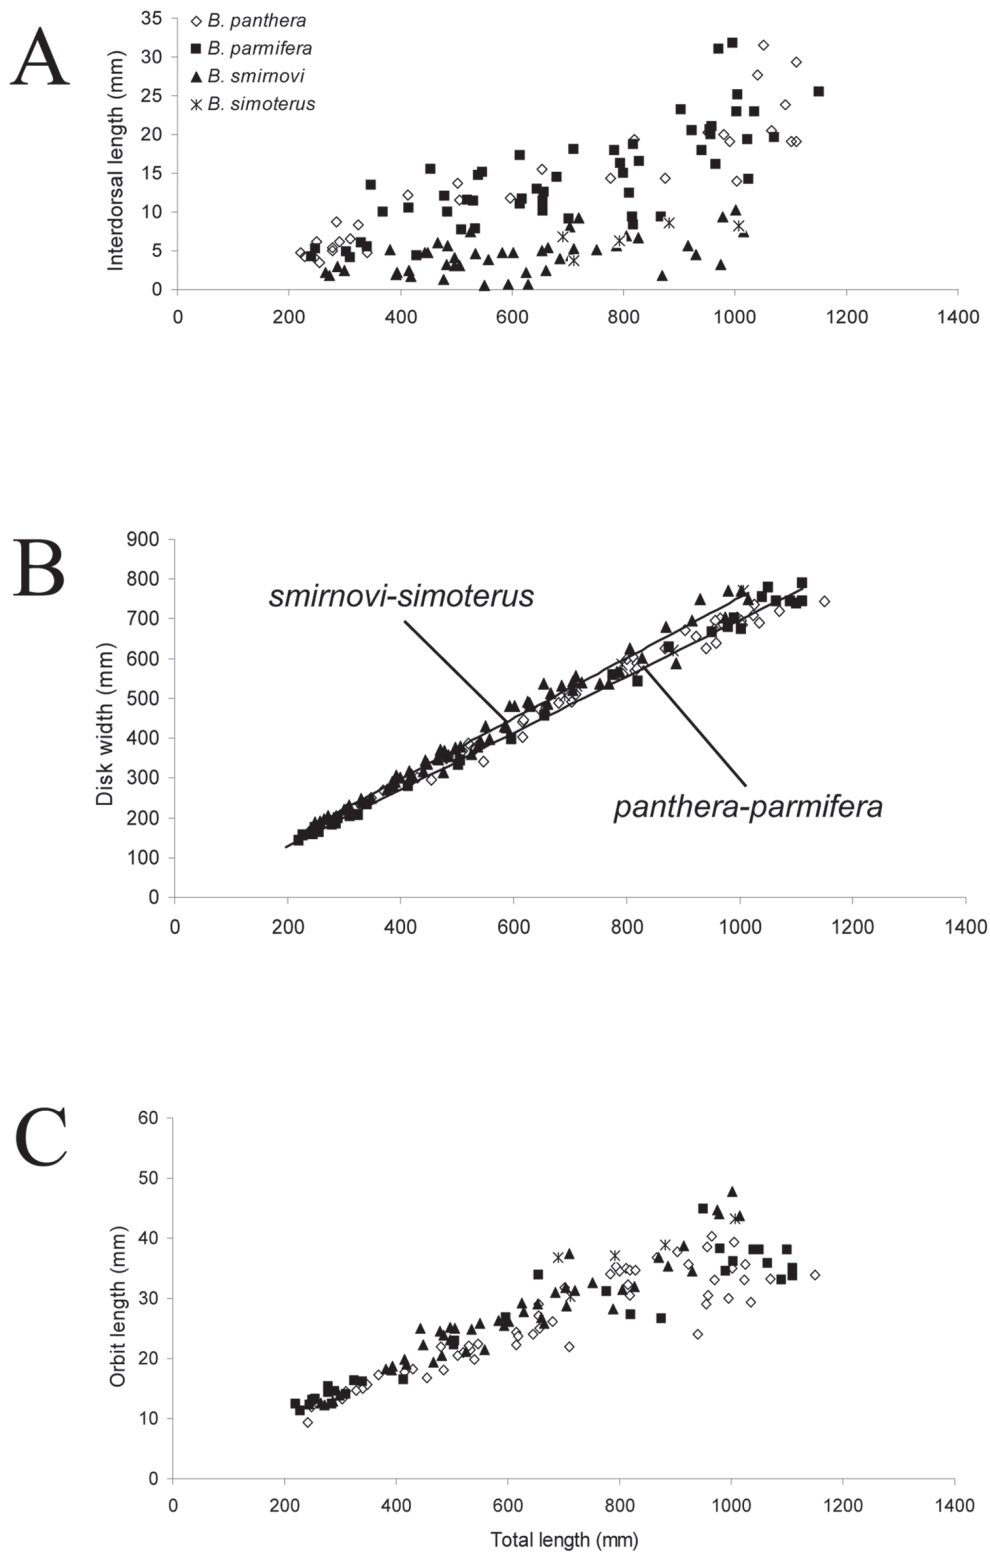 A
35
30
25
20
15
10
5
0
Interdorsal length (mm)
B. panthera
B. parmifera
B. smirnovi
B. simoterus
0 200 400 600 800 1000 1200 1400
B
900
800
700
600
500
400
300
200
100
0
Disk width (mm)
smirnovi-simoterus
panthera-parmifera
0 200 400 600 800 1000 1200 1400
C
60
50
40
30
20
10
0
Orbit length (mm)
0 200 400 600 800 1000 1200 1400
Total length (mm)